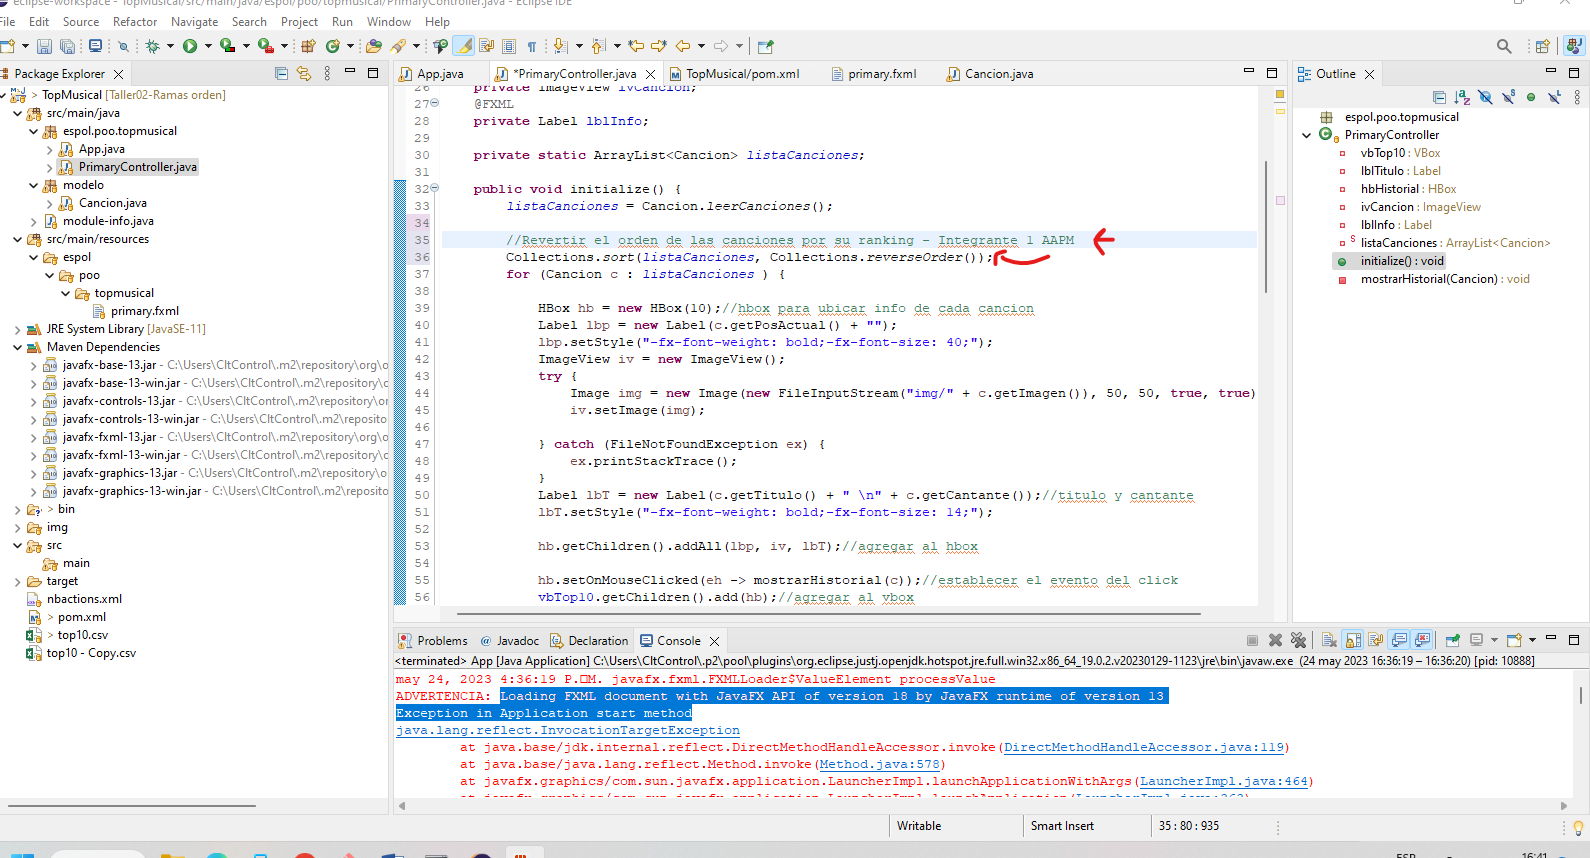 eclipse-workspace - TopMusical/src/main/java/espol/poo/topmusical/PrimaryController.java - Eclipse IDE
File Edit Source Refactor Navigate Search Project Run Window Help
Package Explorer
App.java *PrimaryController.java TopMusical/pom.xml primary.fxml Cancion.java
Outline
> TopMusical [Taller02-Ramas orden]
src/main/java
espol.poo.topmusical
App.java
PrimaryController.java
modelo
Cancion.java
module-info.java
src/main/resources
espol
poo
topmusical
primary.fxml
JRE System Library [JavaSE-11]
Maven Dependencies
javafx-base-13.jar - C:\Users\CltControl\.m2\repository\org\o
javafx-base-13-win.jar - C:\Users\CltControl\.m2\repository\
javafx-controls-13.jar - C:\Users\CltControl\.m2\repository\or
javafx-controls-13-win.jar - C:\Users\CltControl\.m2\reposito
javafx-fxml-13.jar - C:\Users\CltControl\.m2\repository\org\o
javafx-fxml-13-win.jar - C:\Users\CltControl\.m2\repository\
javafx-graphics-13.jar - C:\Users\CltControl\.m2\repository\o
javafx-graphics-13-win.jar - C:\Users\CltControl\.m2\reposito
> bin
img
src
main
target
nbactions.xml
> pom.xml
> top10.csv
top10 - Copy.csv
26 private ImageView ivCancion;
27 @FXML
28 private Label lblInfo;
29
30 private static ArrayList<Cancion> listaCanciones;
31
32 public void initialize() {
33 listaCanciones = Cancion.leerCanciones();
34
35 //Revertir el orden de las canciones por su ranking - Integrante 1 AAPM
36 Collections.sort(listaCanciones, Collections.reverseOrder());
37 for (Cancion c : listaCanciones ) {
38
39 HBox hb = new HBox(10);//hbox para ubicar info de cada cancion
40 Label lbp = new Label(c.getPosActual() + "");
41 lbp.setStyle("-fx-font-weight: bold;-fx-font-size: 40;");
42 ImageView iv = new ImageView();
43 try {
44 Image img = new Image(new FileInputStream("img/" + c.getImagen()), 50, 50, true, true)
45 iv.setImage(img);
46
47 } catch (FileNotFoundException ex) {
48 ex.printStackTrace();
49 }
50 Label lbT = new Label(c.getTitulo() + " \n" + c.getCantante());//titulo y cantante
51 lbT.setStyle("-fx-font-weight: bold;-fx-font-size: 14;");
52
53 hb.getChildren().addAll(lbp, iv, lbT);//agregar al hbox
54
55 hb.setOnMouseClicked(eh -> mostrarHistorial(c));//establecer el evento del click
56 vbTop10.getChildren().add(hb);//agregar al vbox
espol.poo.topmusical
PrimaryController
vbTop10 : VBox
lblTitulo : Label
hbHistorial : HBox
ivCancion : ImageView
lblInfo : Label
listaCanciones : ArrayList<Cancion>
initialize() : void
mostrarHistorial(Cancion) : void
Problems Javadoc Declaration Console
<terminated> App [Java Application] C:\Users\CltControl\.p2\pool\plugins\org.eclipse.justj.openjdk.hotspot.jre.full.win32.x86_64_19.0.2.v20230129-1123\jre\bin\javaw.exe (24 may 2023 16:36:19 – 16:36:20) [pid: 10888]
may 24, 2023 4:36:19 P. M. javafx.fxml.FXMLLoader$ValueElement processValue
ADVERTENCIA: Loading FXML document with JavaFX API of version 18 by JavaFX runtime of version 13
Exception in Application start method
java.lang.reflect.InvocationTargetException
at java.base/jdk.internal.reflect.DirectMethodHandleAccessor.invoke(DirectMethodHandleAccessor.java:119)
at java.base/java.lang.reflect.Method.invoke(Method.java:578)
at javafx.graphics/com.sun.javafx.application.LauncherImpl.launchApplicationWithArgs(LauncherImpl.java:464)
Writable Smart Insert 35 : 80 : 935
ESP 16:41